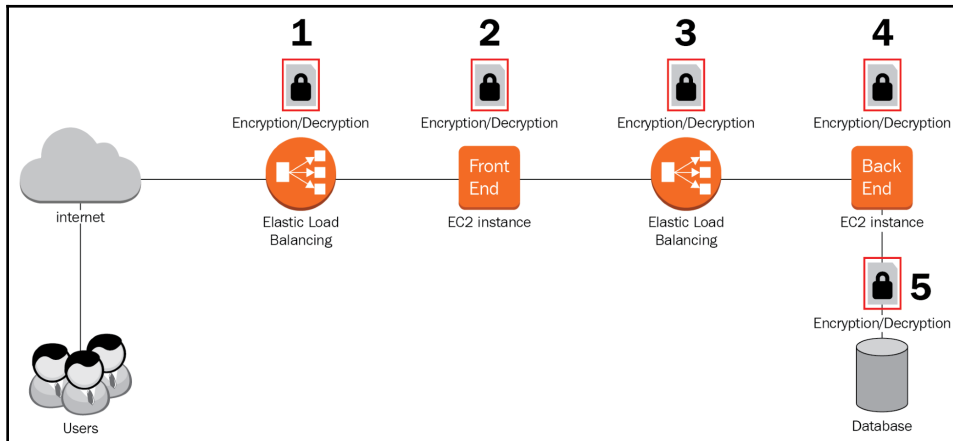 1
2
3
4
Encryption/Decryption
Encryption/Decryption
Encryption/Decryption
Encryption/Decryption
Front
End
Back
End
internet
Elastic Load
Balancing
EC2 instance
Elastic Load
Balancing
EC2 instance
5
Encryption/Decryption
Users
Database